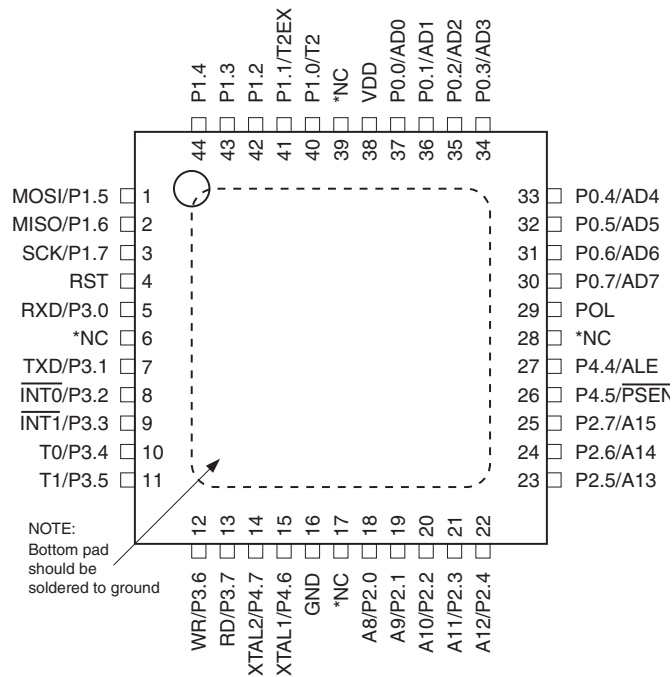 P1.4
P1.3
P1.2
P1.1/T2EX
P1.0/T2
*NC
VDD
P0.0/AD0
P0.1/AD1
P0.2/AD2
P0.3/AD3
44
43
42
41
40
39
38
37
36
35
34
MOSI/P1.5 1
MISO/P1.6 2
SCK/P1.7 3
RST 4
RXD/P3.0 5
*NC 6
TXD/P3.1 7
INT0/P3.2 8
INT1/P3.3 9
T0/P3.4 10
T1/P3.5 11
33 P0.4/AD4
32 P0.5/AD5
31 P0.6/AD6
30 P0.7/AD7
29 POL
28 *NC
27 P4.4/ALE
26 P4.5/PSEN
25 P2.7/A15
24 P2.6/A14
23 P2.5/A13
NOTE:
Bottom pad
should be
soldered to ground
12
13
14
15
16
17
18
19
20
21
22
WR/P3.6
RD/P3.7
XTAL2/P4.7
XTAL1/P4.6
GND
*NC
A8/P2.0
A9/P2.1
A10/P2.2
A11/P2.3
A12/P2.4